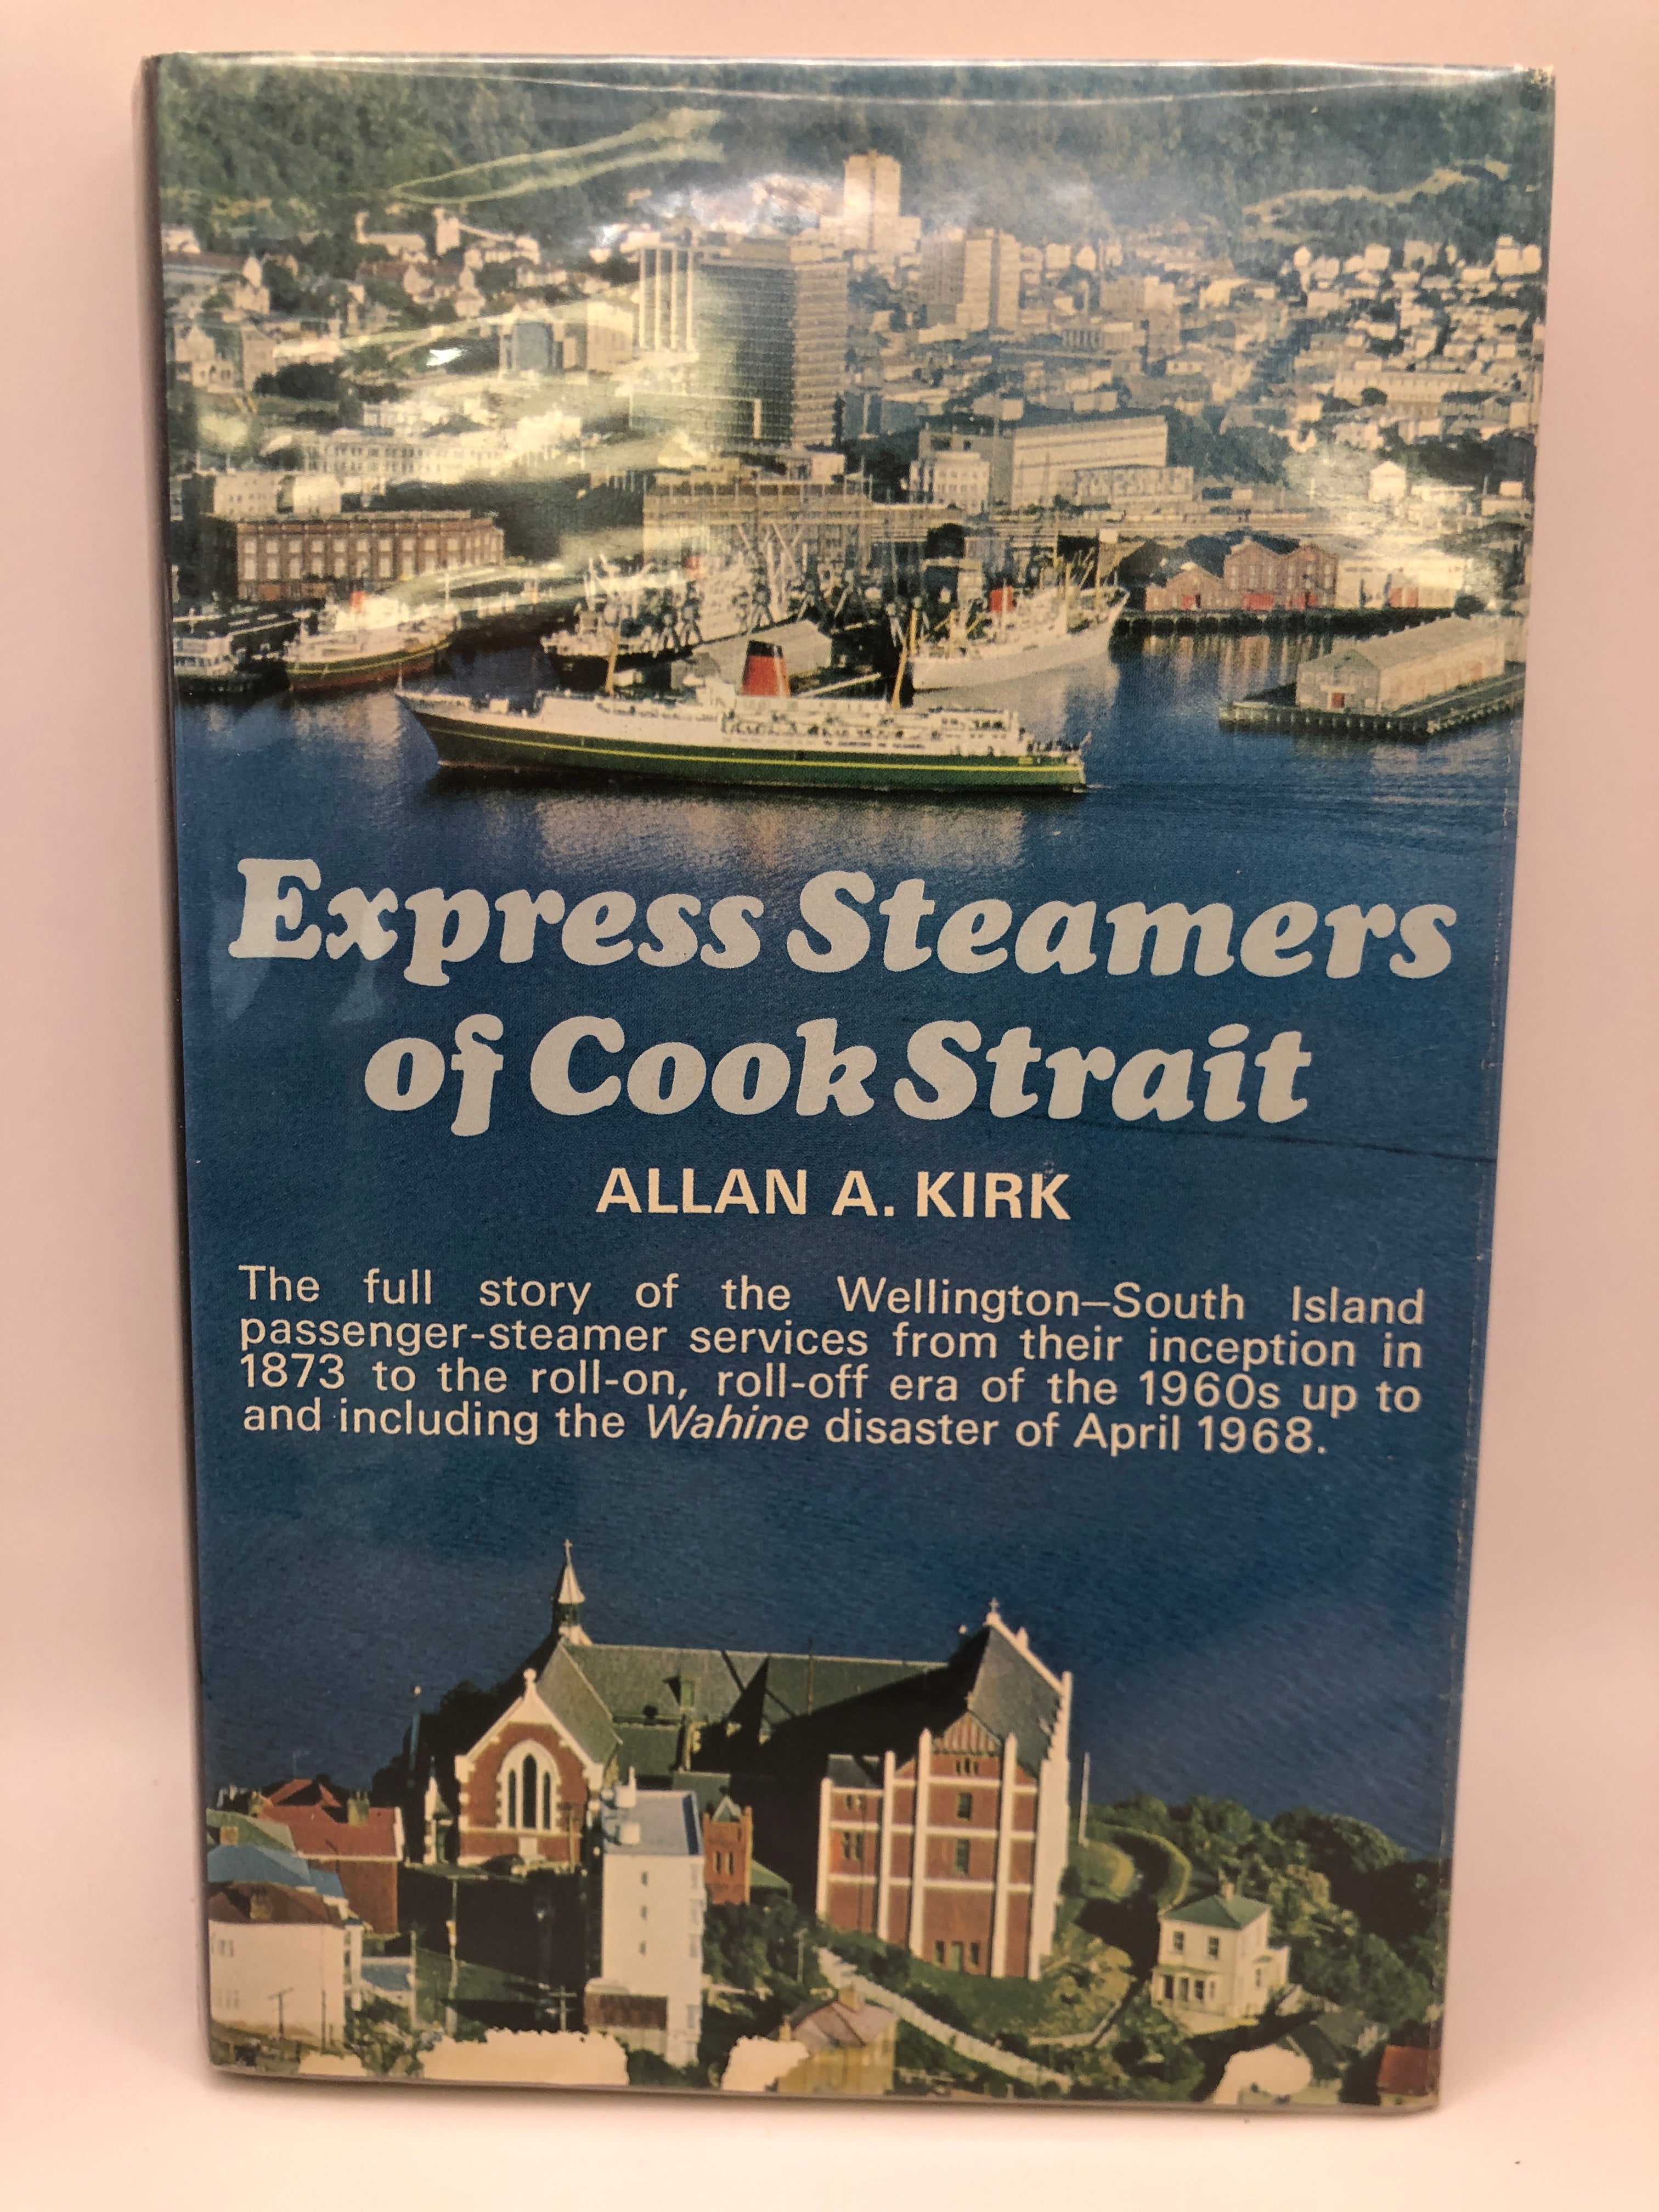 Express Steamers
of Cook Strait
ALLAN A. KIRK
The full story of the Wellington–South Island
passenger-steamer services from their inception in
1873 to the roll-on, roll-off era of the 1960s up to
and including the Wahine disaster of April 1968.